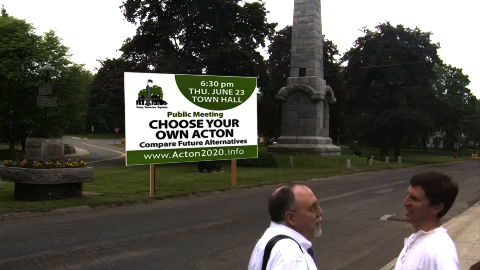 6:30 pm
THU. JUNE 23
TOWN HALL
Public Meeting
CHOOSE YOUR
OWN ACTON
Compare Future Alternatives
www.Acton2020.info